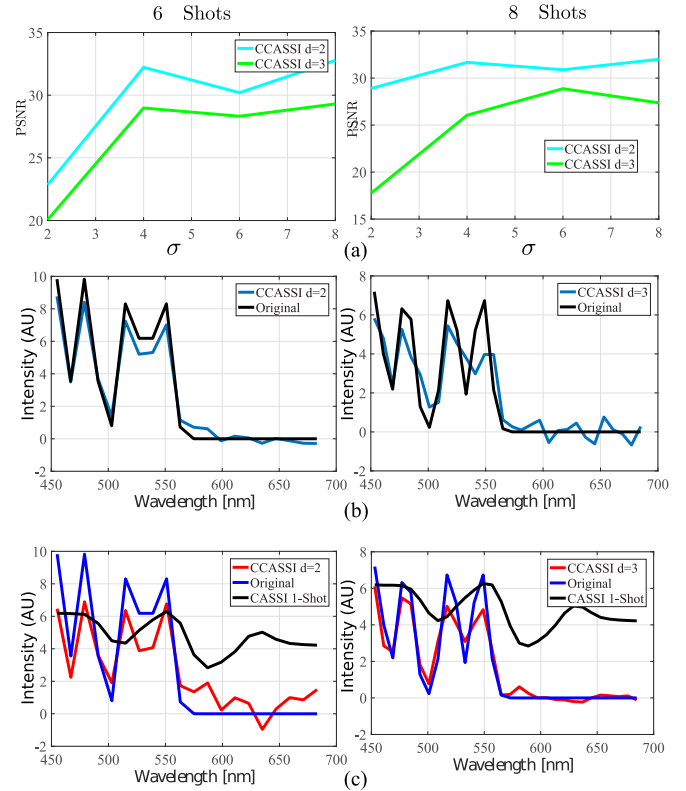 6 Shots
8 Shots
35
30
25
20
PSNR
CCASSI d=2
CCASSI d=3
2 3 4 5 6 7 8
σ
35
30
25
20
15
PSNR
CCASSI d=2
CCASSI d=3
2 3 4 5 6 7 8
σ
(a)
10
8
6
4
2
0
-2
Intensity (AU)
CCASSI d=2
Original
450 500 550 600 650 700
Wavelength [nm]
8
6
4
2
0
-2
Intensity (AU)
CCASSI d=3
Original
450 500 550 600 650 700
Wavelength [nm]
(b)
10
8
6
4
2
0
-2
Intensity (AU)
CCASSI d=2
Original
CASSI 1-Shot
450 500 550 600 650 700
Wavelength [nm]
8
6
4
2
0
-2
Intensity (AU)
CCASSI d=3
Original
CASSI 1-Shot
450 500 550 600 650 700
Wavelength [nm]
(c)